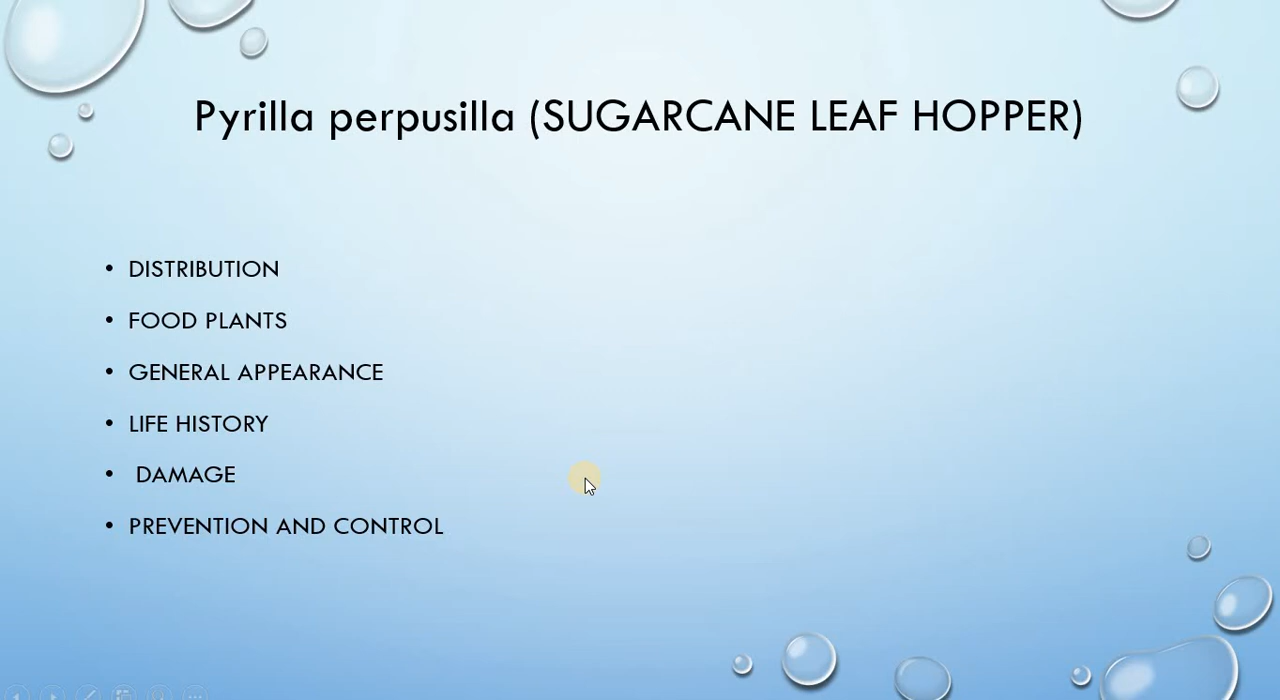 Pyrilla perpusilla (SUGARCANE LEAF HOPPER)
• DISTRIBUTION
• FOOD PLANTS
• GENERAL APPEARANCE
• LIFE HISTORY
• DAMAGE
• PREVENTION AND CONTROL